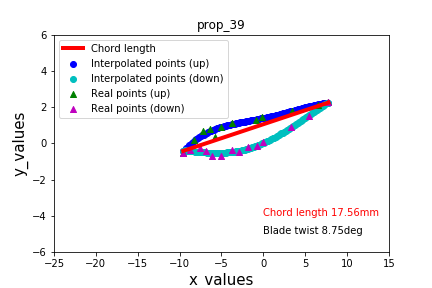 prop_39
6
4
2
0
−2
−4
−6
y_values
Chord length
Interpolated points (up)
Interpolated points (down)
Real points (up)
Real points (down)
Chord length 17.56mm
Blade twist 8.75deg
−25 −20 −15 −10 −5 0 5 10 15
x_values